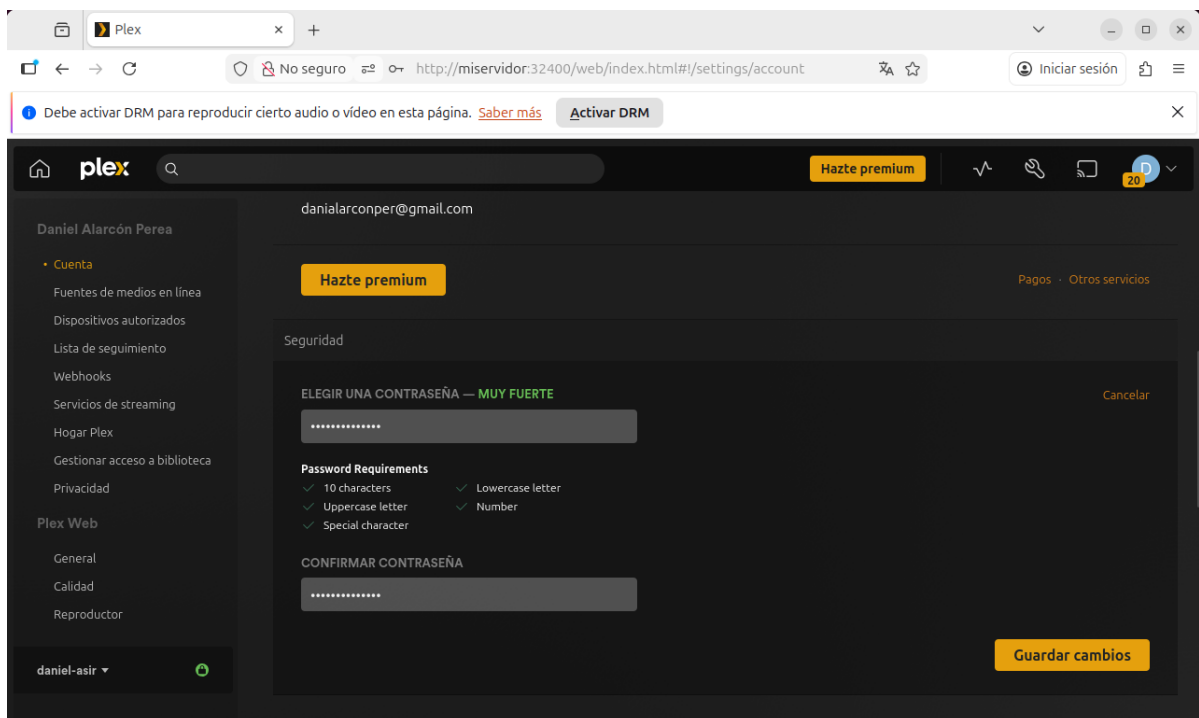 Plex
No seguro http://miservidor:32400/web/index.html#!/settings/account Iniciar sesión
Debe activar DRM para reproducir cierto audio o vídeo en esta página. Saber más Activar DRM
plex Hazte premium D 20
danialarconper@gmail.com
Daniel Alarcón Perea
Cuenta
Hazte premium Pagos · Otros servicios
Fuentes de medios en línea
Dispositivos autorizados
Lista de seguimiento
Seguridad
Webhooks
ELEGIR UNA CONTRASEÑA — MUY FUERTE Cancelar
Servicios de streaming
••••••••••••••
Hogar Plex
Gestionar acceso a biblioteca
Password Requirements
Privacidad
10 characters Lowercase letter
Uppercase letter Number
Plex Web
Special character
General
CONFIRMAR CONTRASEÑA
Calidad
••••••••••••••
Reproductor
Guardar cambios
daniel-asir